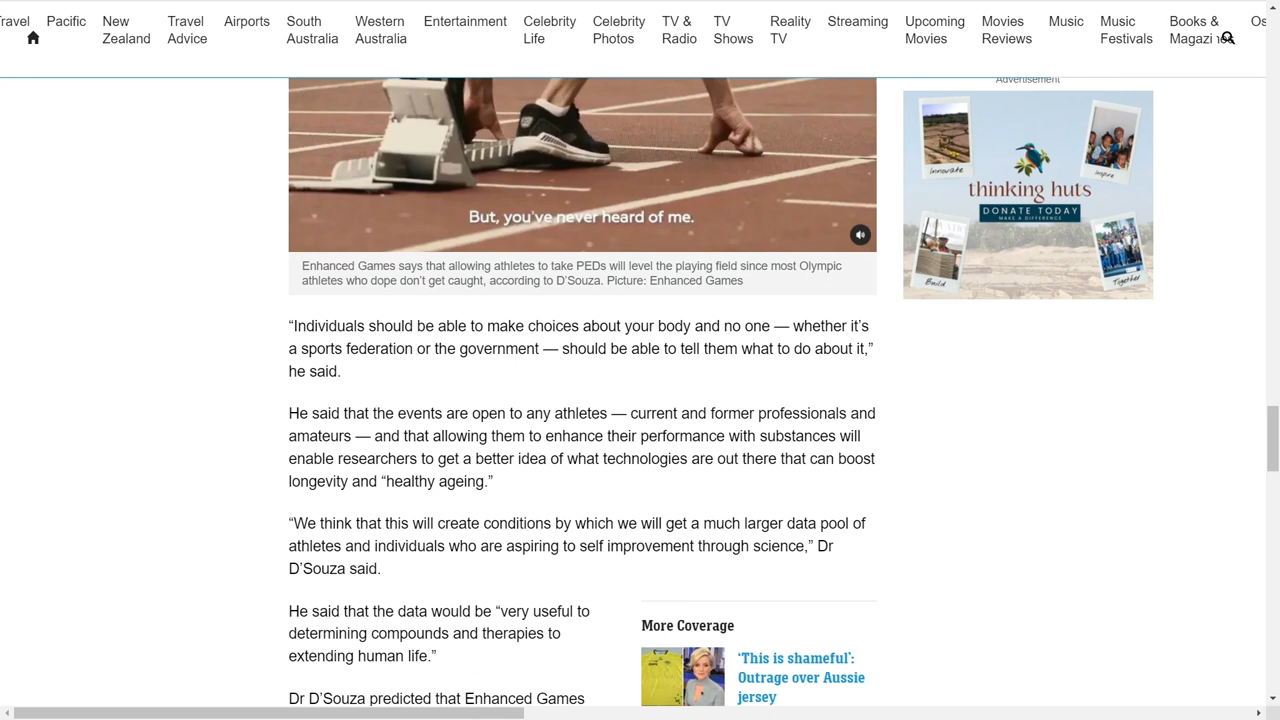 Travel
Pacific
New
Zealand
Travel
Advice
Airports
South
Australia
Western
Australia
Entertainment
Celebrity
Life
Celebrity
Photos
TV &
Radio
TV
Shows
Reality
TV
Streaming
Upcoming
Movies
Movies
Reviews
Music
Music
Festivals
Books &
But, you've never heard of me.
Enhanced Games says that allowing athletes to take PEDs will level the playing field since most Olympic
athletes who dope don't get caught, according to D'Souza. Picture: Enhanced Games
“Individuals should be able to make choices about your body and no one — whether it's
a sports federation or the government — should be able to tell them what to do about it,”
he said.
He said that the events are open to any athletes — current and former professionals and
amateurs — and that allowing them to enhance their performance with substances will
enable researchers to get a better idea of what technologies are out there that can boost
longevity and “healthy ageing.”
“We think that this will create conditions by which we will get a much larger data pool of
athletes and individuals who are aspiring to self improvement through science,” Dr
D'Souza said.
He said that the data would be “very useful to
determining compounds and therapies to
extending human life.”
Dr D'Souza predicted that Enhanced Games
More Coverage
‘This is shameful’:
Outrage over Aussie
jersey
Advertisement
Innovate
Inspire
thinking huts
DONATE TODAY
MAKE A DIFFERENCE
Build
Together